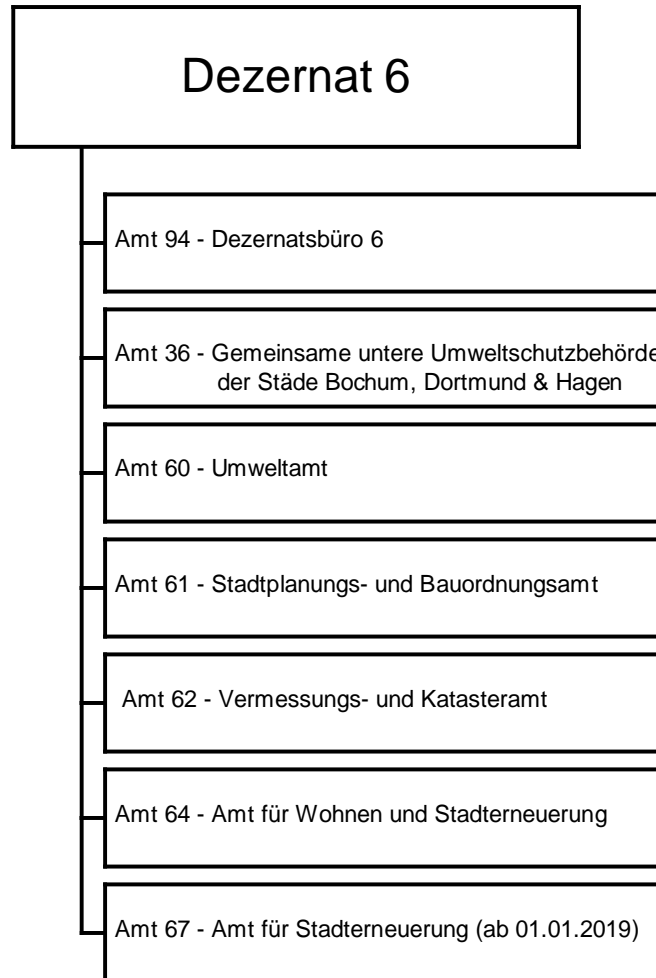 Dezernat 6
Amt 94 - Dezernatsbüro 6
Amt 36 - Gemeinsame untere Umweltschutzbehörde
der Städe Bochum, Dortmund & Hagen
Amt 60 - Umweltamt
Amt 61 - Stadtplanungs- und Bauordnungsamt
Amt 62 - Vermessungs- und Katasteramt
Amt 64 - Amt für Wohnen und Stadterneuerung
Amt 67 - Amt für Stadterneuerung (ab 01.01.2019)